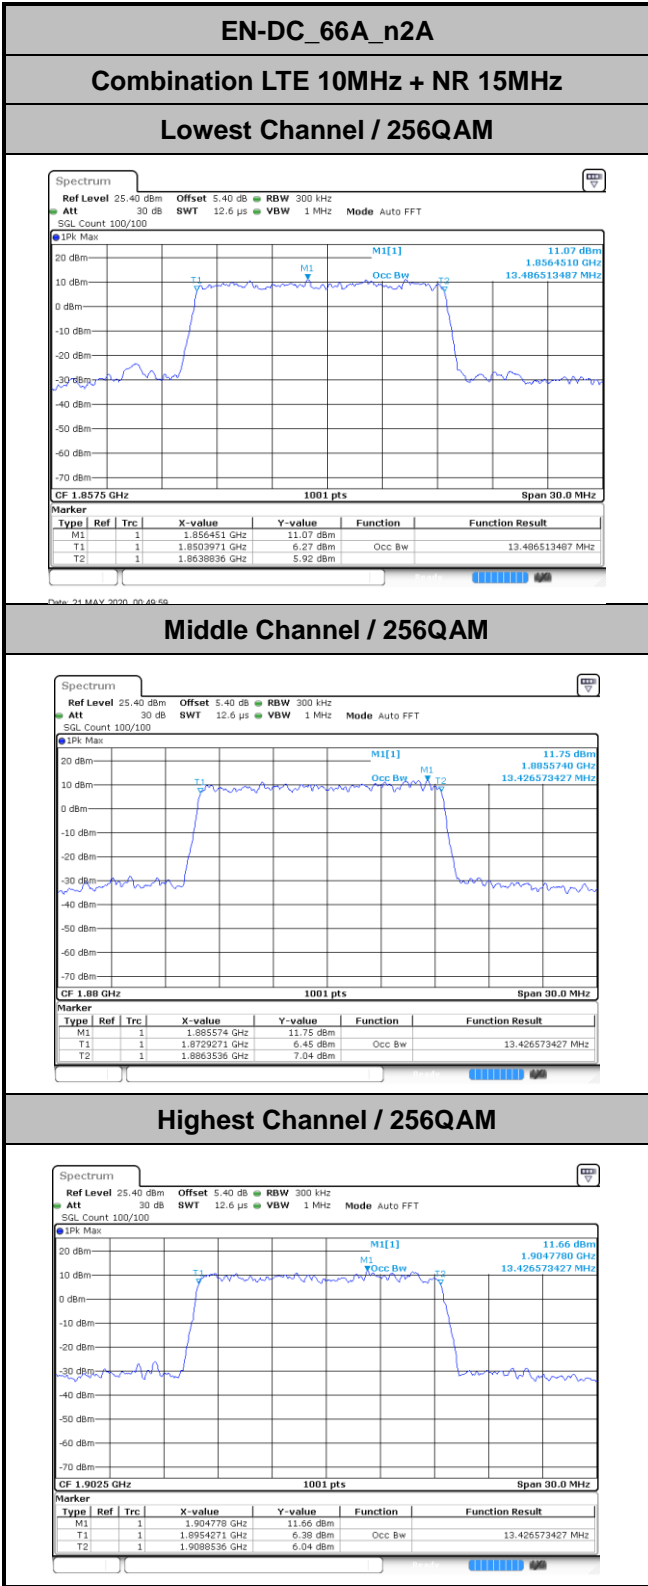 EN-DC_66A_n2A
Combination LTE 10MHz + NR 15MHz
Lowest Channel / 256QAM
Spectrum
Ref Level 25.40 dBm Offset 5.40 dB RBW 300 kHz
Att 30 dB SWT 12.6 µs VBW 1 MHz Mode Auto FFT
SGL Count 100/100
1Pk Max
M1[1] 11.07 dBm
1.8564510 GHz
Occ Bw 13.486513487 MHz
20 dBm
10 dBm
0 dBm
-10 dBm
-20 dBm
-30 dBm
-40 dBm
-50 dBm
-60 dBm
-70 dBm
T1
M1
T2
CF 1.8575 GHz 1001 pts Span 30.0 MHz
Marker
Type Ref Trc X-value Y-value Function Function Result
M1 1 1.856451 GHz 11.07 dBm
T1 1 1.8503971 GHz 6.27 dBm Occ Bw 13.486513487 MHz
T2 1 1.8638836 GHz 5.92 dBm
Date: 21 MAY 2020 00:49:59
Middle Channel / 256QAM
Spectrum
Ref Level 25.40 dBm Offset 5.40 dB RBW 300 kHz
Att 30 dB SWT 12.6 µs VBW 1 MHz Mode Auto FFT
SGL Count 100/100
1Pk Max
M1[1] 11.75 dBm
1.8855740 GHz
Occ Bw 13.426573427 MHz
20 dBm
10 dBm
0 dBm
-10 dBm
-20 dBm
-30 dBm
-40 dBm
-50 dBm
-60 dBm
-70 dBm
T1
M1
T2
CF 1.88 GHz 1001 pts Span 30.0 MHz
Marker
Type Ref Trc X-value Y-value Function Function Result
M1 1 1.885574 GHz 11.75 dBm
T1 1 1.8729271 GHz 6.45 dBm Occ Bw 13.426573427 MHz
T2 1 1.8863536 GHz 7.04 dBm
Highest Channel / 256QAM
Spectrum
Ref Level 25.40 dBm Offset 5.40 dB RBW 300 kHz
Att 30 dB SWT 12.6 µs VBW 1 MHz Mode Auto FFT
SGL Count 100/100
1Pk Max
M1[1] 11.66 dBm
1.9047780 GHz
Occ Bw 13.426573427 MHz
20 dBm
10 dBm
0 dBm
-10 dBm
-20 dBm
-30 dBm
-40 dBm
-50 dBm
-60 dBm
-70 dBm
T1
M1
T2
CF 1.9025 GHz 1001 pts Span 30.0 MHz
Marker
Type Ref Trc X-value Y-value Function Function Result
M1 1 1.904778 GHz 11.66 dBm
T1 1 1.8954271 GHz 6.38 dBm Occ Bw 13.426573427 MHz
T2 1 1.9088536 GHz 6.04 dBm